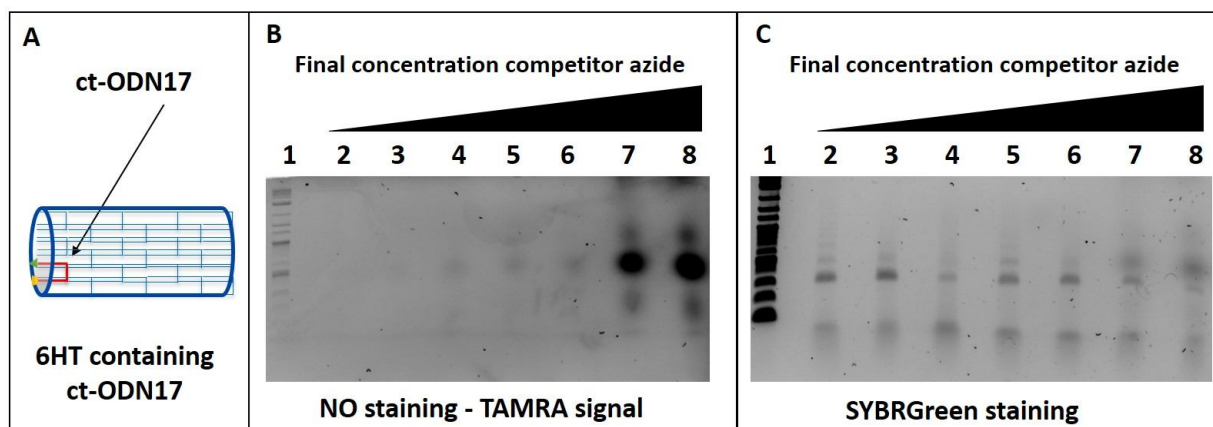 A
ct-ODN17
6HT containing
ct-ODN17
B
Final concentration competitor azide
1 2 3 4 5 6 7 8
NO staining - TAMRA signal
C
Final concentration competitor azide
1 2 3 4 5 6 7 8
SYBRGreen staining